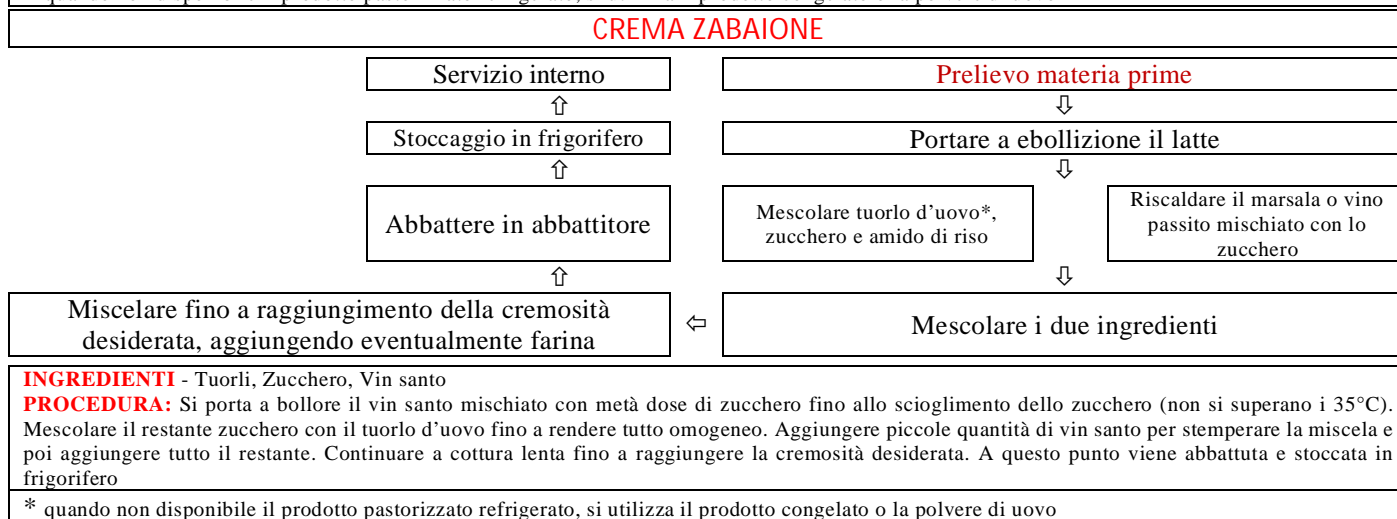 CREMA ZABAIONE
Servizio interno
Prelievo materia prime
⇧
⇩
Stoccaggio in frigorifero
Portare a ebollizione il latte
⇧
⇩
Abbattere in abbattitore
Mescolare tuorlo d'uovo*,
zucchero e amido di riso
Riscaldare il marsala o vino
passito mischiato con lo
zucchero
⇧
⇩
Miscelare fino a raggiungimento della cremosità
desiderata, aggiungendo eventualmente farina
⇦
Mescolare i due ingredienti
INGREDIENTI - Tuorli, Zucchero, Vin santo
PROCEDURA: Si porta a bollore il vin santo mischiato con metà dose di zucchero fino allo scioglimento dello zucchero (non si superano i 35°C).
Mescolare il restante zucchero con il tuorlo d'uovo fino a rendere tutto omogeneo. Aggiungere piccole quantità di vin santo per stemperare la miscela e
poi aggiungere tutto il restante. Continuare a cottura lenta fino a raggiungere la cremosità desiderata. A questo punto viene abbattuta e stoccata in
frigorifero
* quando non disponibile il prodotto pastorizzato refrigerato, si utilizza il prodotto congelato o la polvere di uovo